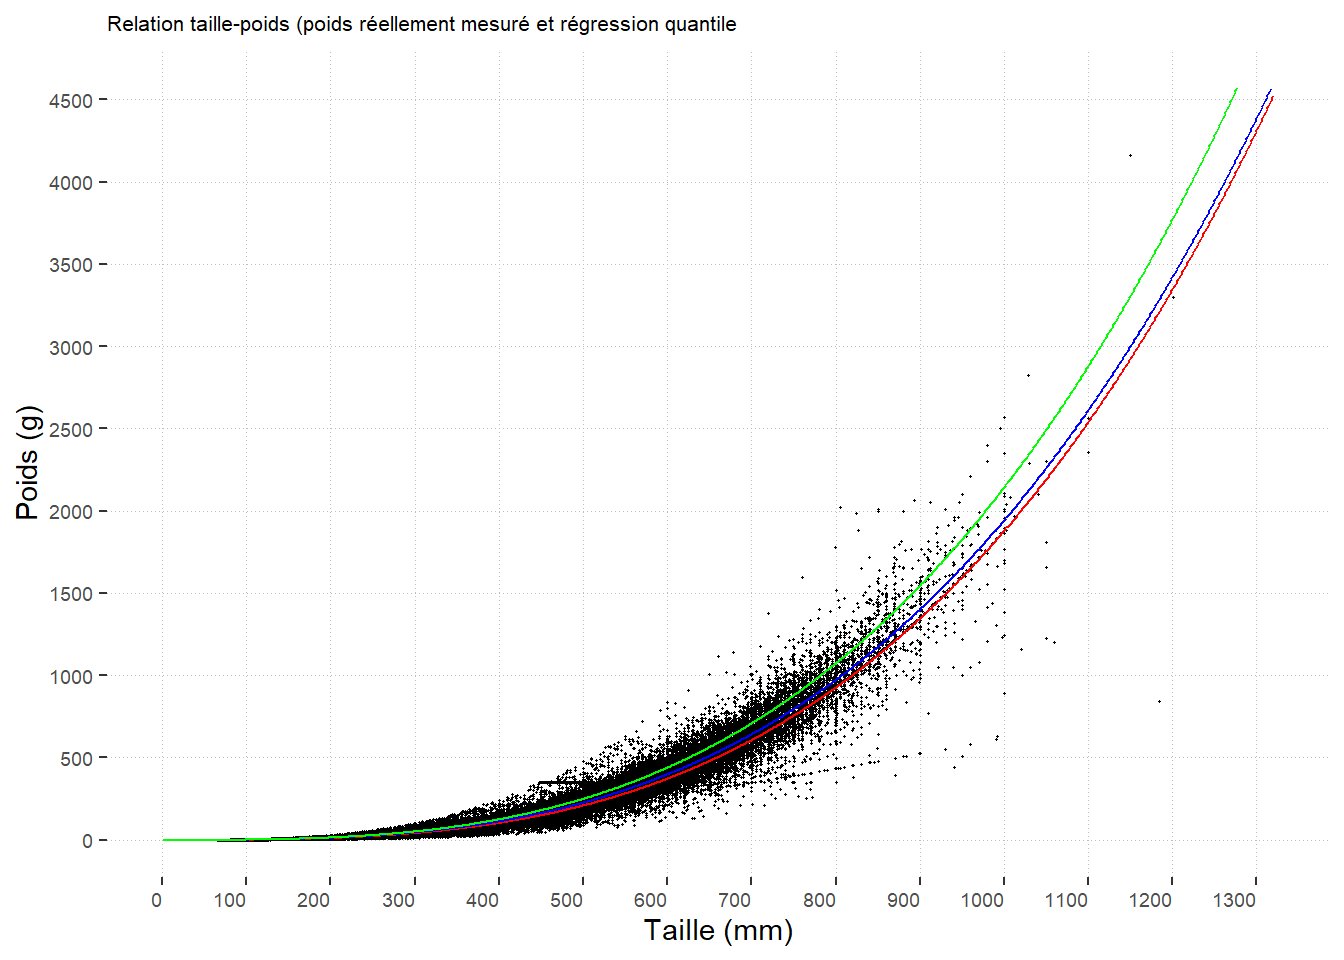 Relation taille-poids (poids réellement mesuré et régression quantile
4500
4000
3500
3000
2500
2000
1500
1000
500
0
Poids (g)
0 100 200 300 400 500 600 700 800 900 1000 1100 1200 1300
Taille (mm)